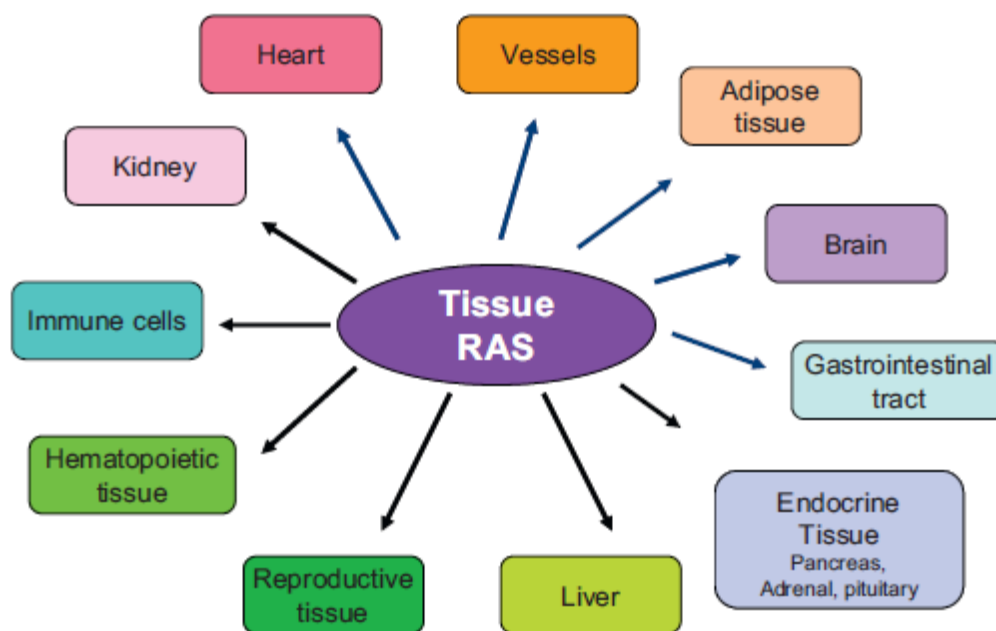 Heart
Vessels
Adipose
tissue
Kidney
Brain
Immune cells
Tissue
RAS
Gastrointestinal
tract
Hematopoietic
tissue
Endocrine
Tissue
Pancreas,
Adrenal, pituitary
Reproductive
tissue
Liver